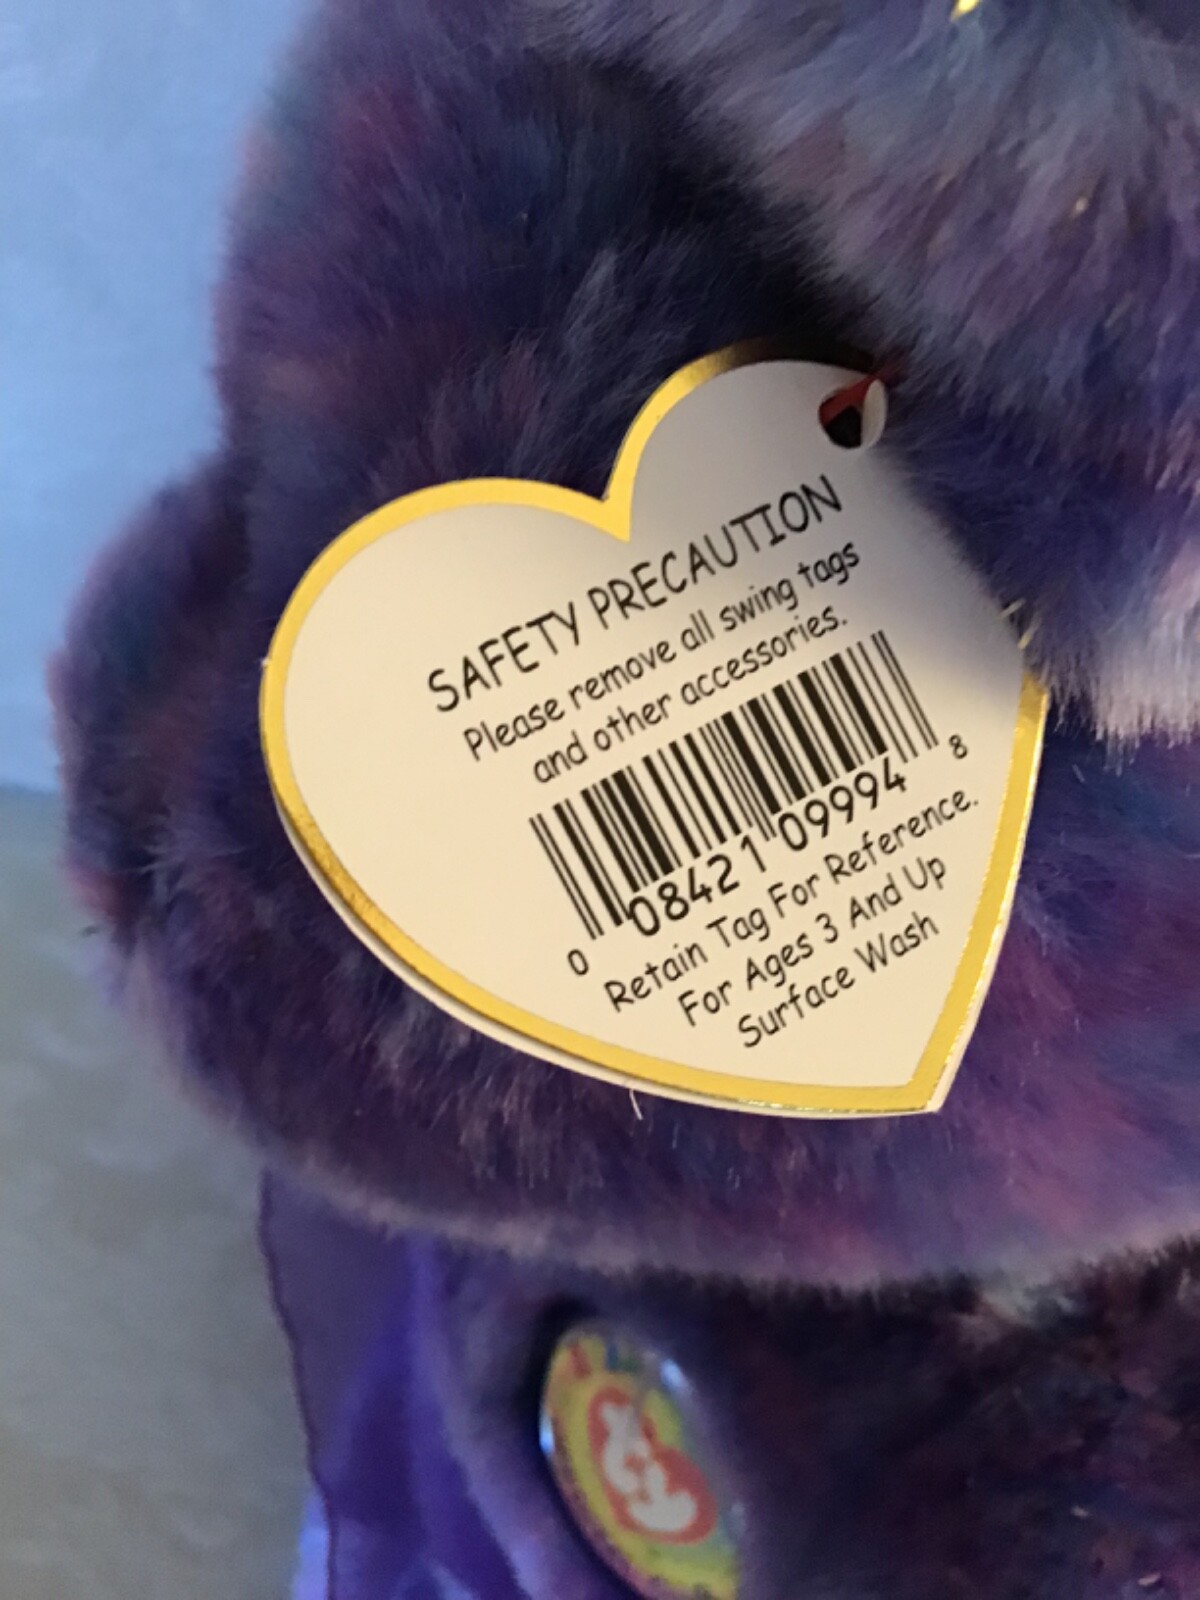 SAFETY PRECAUTION
Please remove all swing tags
and other accessories.
0 08421 09994 8
Retain Tag For Reference.
For Ages 3 And Up
Surface Wash
ty